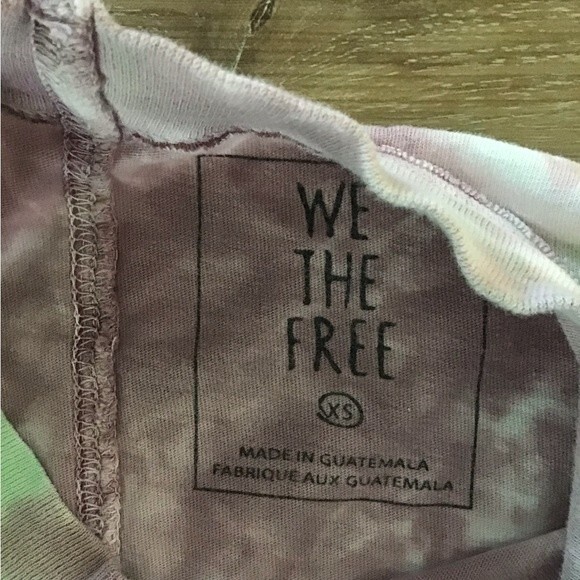 WE
THE
FREE
XS
MADE IN GUATEMALA
FABRIQUE AUX GUATEMALA